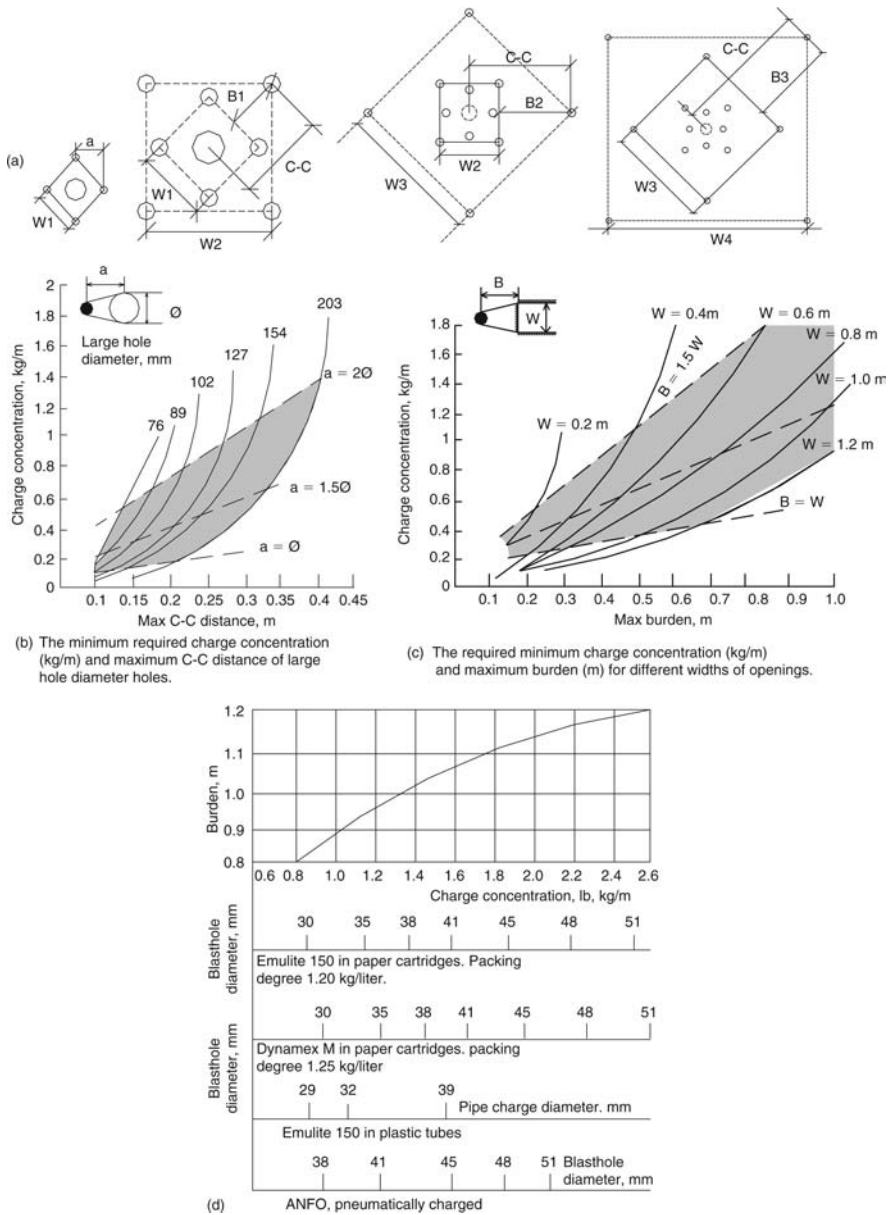 (a)
a
W1
B1
C-C
W1
W2
C-C
B2
W2
W3
C-C
B3
W3
W4
a
Ø
Large hole
diameter, mm
Charge concentration, kg/m
2
1.8
1.6
1.4
1.2
1
0.8
0.6
0.4
0.2
0
76
89
102
127
154
203
a = 2Ø
a = 1.5Ø
a = Ø
0.1 0.15 0.2 0.25 0.3 0.35 0.4 0.45
Max C-C distance, m
(b) The minimum required charge concentration
(kg/m) and maximum C-C distance of large
hole diameter holes.
B
W
Charge concentration, kg/m
1.8
1.6
1.4
1.2
1.0
0.8
0.6
0.4
0.2
0.2
W = 0.2 m
W = 0.4m
B = 1.5 W
W = 0.6 m
W = 0.8 m
W = 1.0 m
W = 1.2 m
B = W
0.1 0.2 0.3 0.4 0.5 0.6 0.7 0.8 0.9 1.0
Max burden, m
(c) The required minimum charge concentration (kg/m)
and maximum burden (m) for different widths of openings.
Burden, m
1.2
1.1
1.0
0.9
0.8
0.6 0.8 1.0 1.2 1.4 1.6 1.8 2.0 2.2 2.4 2.6
Charge concentration, lb, kg/m
Blasthole
diameter, mm
30 35 38 41 45 48 51
Emulite 150 in paper cartridges. Packing
degree 1.20 kg/liter.
Blasthole
diameter, mm
30 35 38 41 45 48 51
Dynamex M in paper cartridges. packing
degree 1.25 kg/liter
29 32 39
Pipe charge diameter. mm
Emulite 150 in plastic tubes
38 41 45 48 51
Blasthole
diameter, mm
(d) ANFO, pneumatically charged